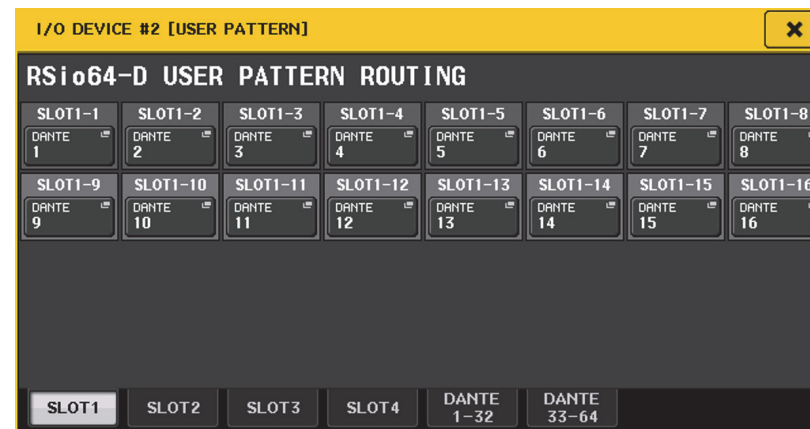 I/O DEVICE #2 [USER PATTERN]
RSio64-D USER PATTERN ROUTING
SLOT1-1 SLOT1-2 SLOT1-3 SLOT1-4 SLOT1-5 SLOT1-6 SLOT1-7 SLOT1-8
DANTE DANTE DANTE DANTE DANTE DANTE DANTE DANTE
1 2 3 4 5 6 7 8
SLOT1-9 SLOT1-10 SLOT1-11 SLOT1-12 SLOT1-13 SLOT1-14 SLOT1-15 SLOT1-16
DANTE DANTE DANTE DANTE DANTE DANTE DANTE DANTE
9 10 11 12 13 14 15 16
SLOT1 SLOT2 SLOT3 SLOT4 DANTE DANTE
1-32 33-64